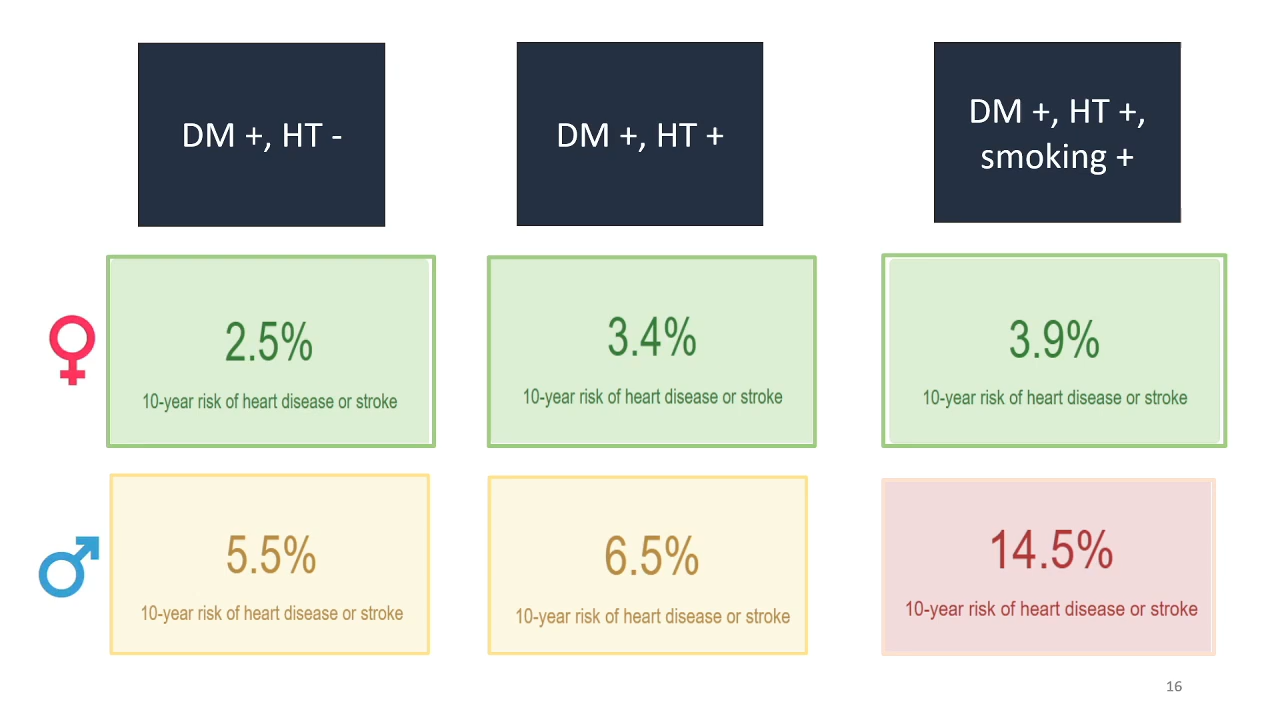 DM +, HT -
DM +, HT +
DM +, HT +,
smoking +
2.5%
10-year risk of heart disease or stroke
3.4%
10-year risk of heart disease or stroke
3.9%
10-year risk of heart disease or stroke
5.5%
10-year risk of heart disease or stroke
6.5%
10-year risk of heart disease or stroke
14.5%
10-year risk of heart disease or stroke
16